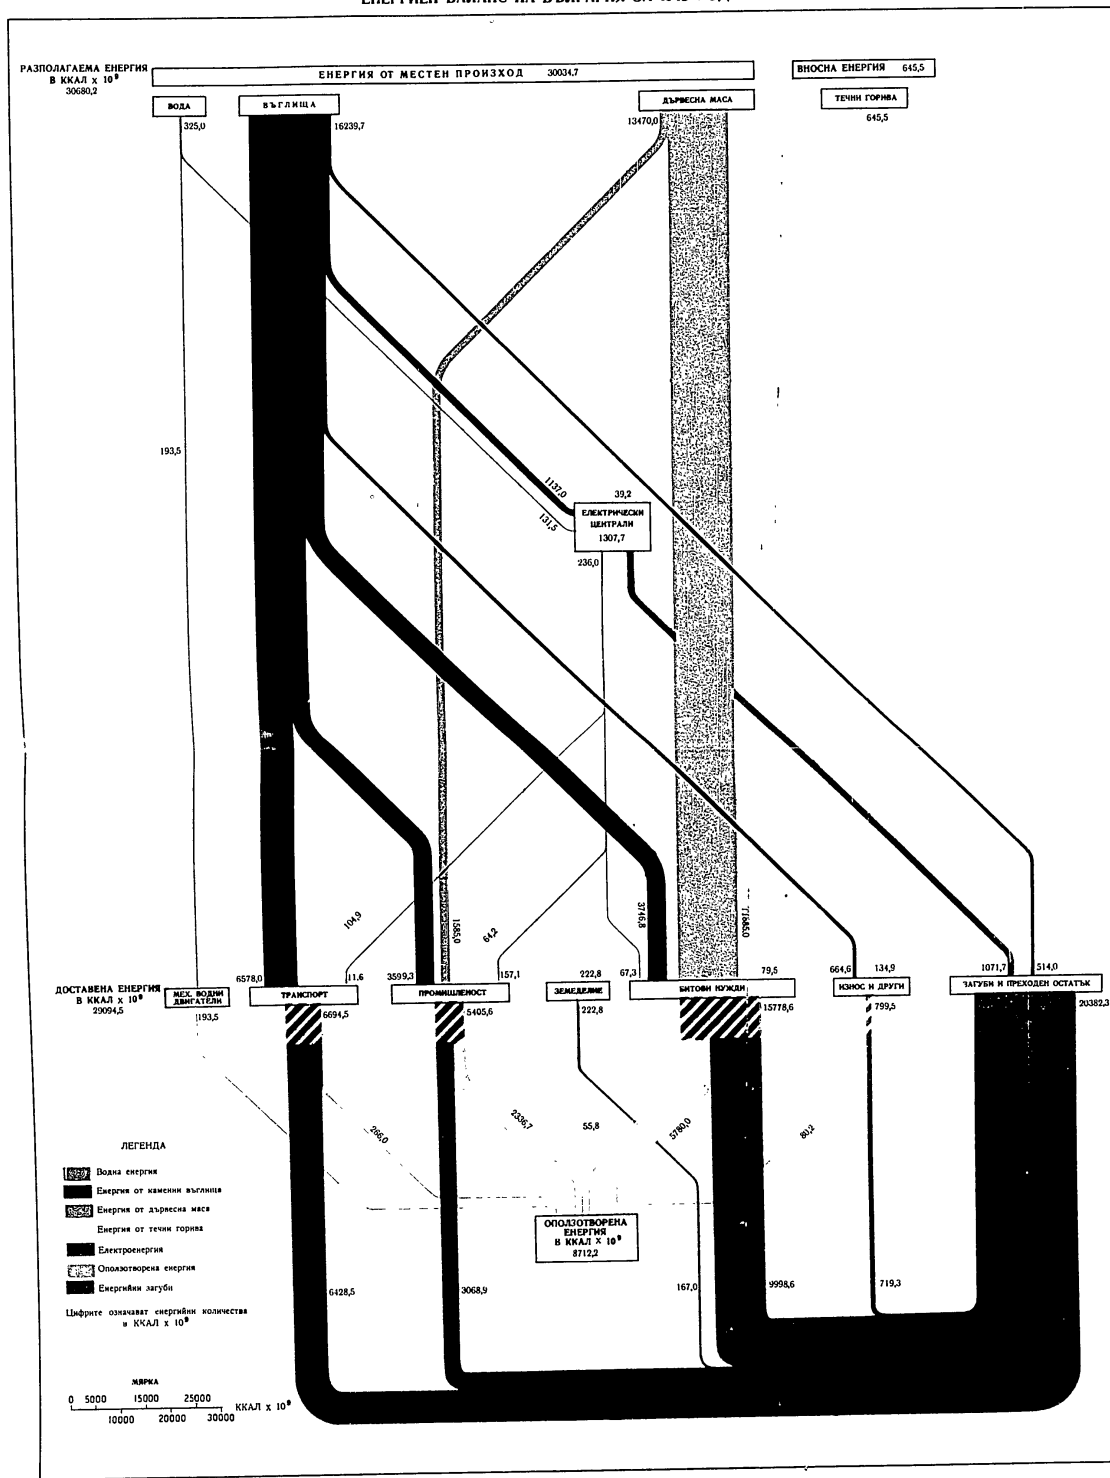 РАЗПОЛАГАЕМА ЕНЕРГИЯ
В ККАЛ x 10⁹
30680,2
ЕНЕРГИЯ ОТ МЕСТЕН ПРОИЗХОД 30034,7
ВНОСНА ЕНЕРГИЯ 645,5
ВОДА
ВЪГЛИЩА
ДЪРВЕСНА МАСА
ТЕЧНИ ГОРИВА
325,0
16239,7
13470,0
645,5
193,5
1137,0
131,5
39,2
ЕЛЕКТРИЧЕСКИ
ЦЕНТРАЛИ
1307,7
236,0
104,9
1585,0
64,2
3746,8
11685,0
6578,0
11,6
3599,3
157,1
222,8
67,3
79,5
664,6
134,9
1071,7
514,0
ДОСТАВЕНА ЕНЕРГИЯ
В ККАЛ x 10⁹
29094,5
МЕХ. ВОДНИ
ДВИГАТЕЛИ
ТРАНСПОРТ
ПРОМИШЛЕНОСТ
ЗЕМЕДЕЛИЕ
БИТОВИ НУЖДИ
ИЗНОС И ДРУГИ
ЗАГУБИ И ПРЕХОДЕН ОСТАТЪК
193,5
6694,5
5405,6
222,8
15778,6
799,5
20382,3
266,0
2336,7
55,8
5780,0
80,2
ЛЕГЕНДА
Водна енергия
Енергия от каменни въглища
Енергия от дървесна маса
Енергия от течни горива
Електроенергия
Оползотворена енергия
Енергийни загуби
Цифрите означават енергийни количества
в ККАЛ x 10⁹
ОПОЛЗОТВОРЕНА
ЕНЕРГИЯ
В ККАЛ x 10⁹
8712,2
6428,5
3068,9
167,0
9998,6
719,3
МЯРКА
0 5000 15000 25000
10000 20000 30000
ККАЛ x 10⁹